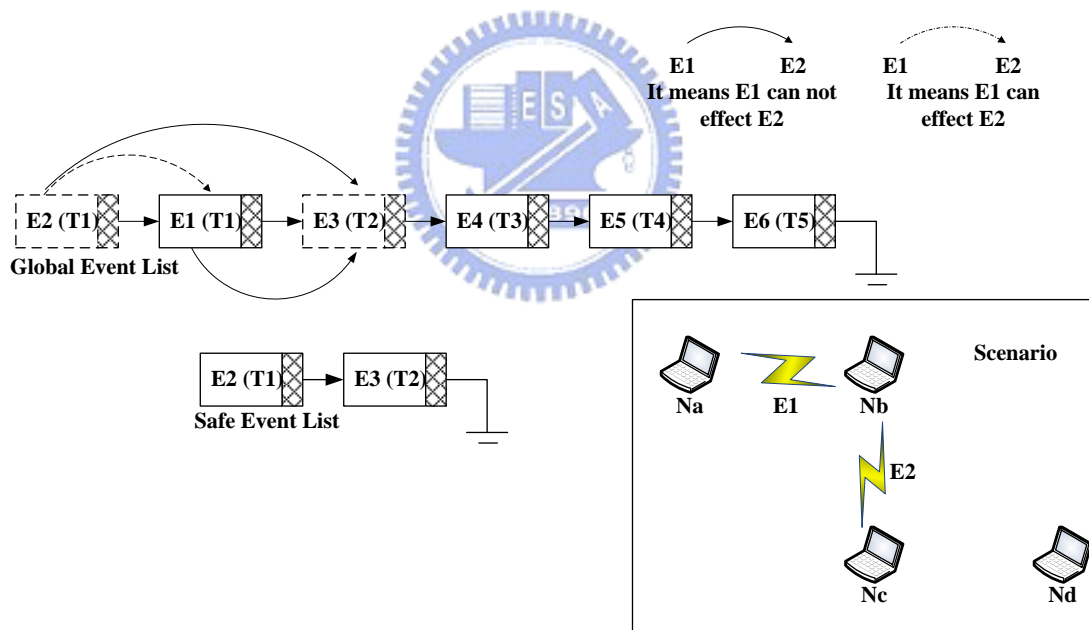 E1 E2
It means E1 can not
effect E2
E1 E2
It means E1 can
effect E2
E2 (T1) E1 (T1) E3 (T2) E4 (T3) E5 (T4) E6 (T5)
Global Event List
E2 (T1) E3 (T2)
Safe Event List
Scenario
Na E1 Nb
E2
Nc Nd
E S A